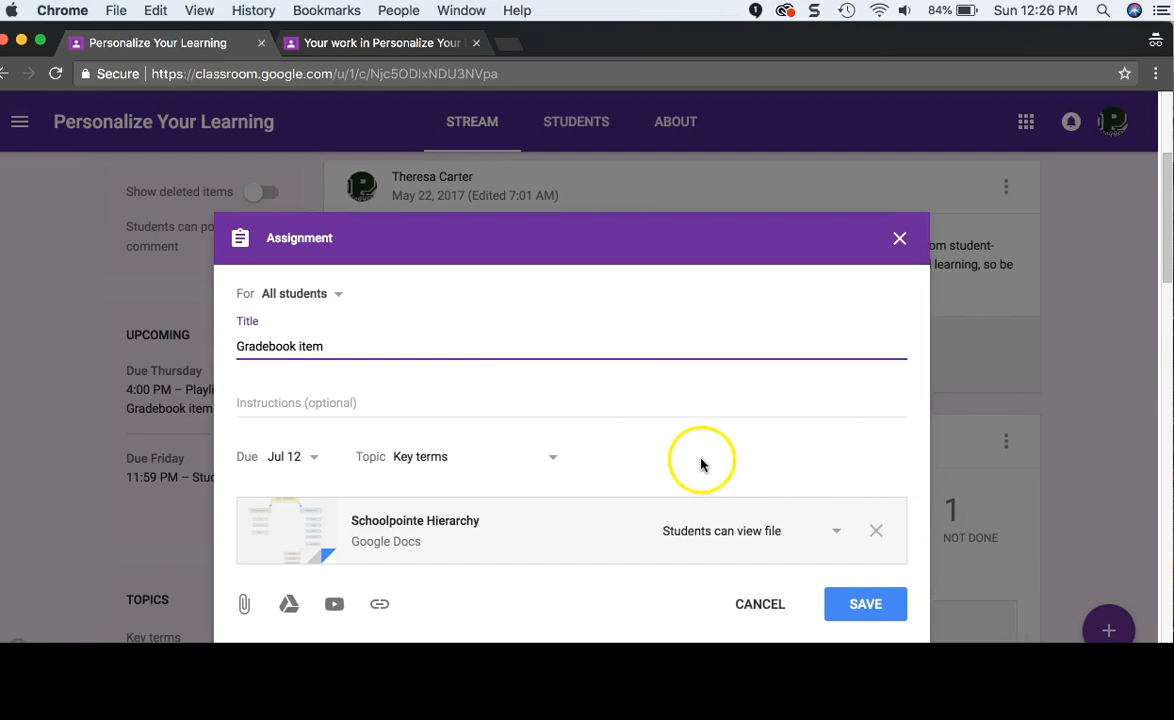 Chrome File Edit View History Bookmarks People Window Help 84% Sun 12:26 PM
Personalize Your Learning Your work in Personalize Your
Secure https://classroom.google.com/u/1/c/Njc5ODIxNDU3NVpa
Personalize Your Learning STREAM STUDENTS ABOUT
Theresa Carter
Show deleted items
May 22, 2017 (Edited 7:01 AM)
Students can po
comment
om student-
d learning, so be
Assignment
For All students
Title
Gradebook item
UPCOMING
Due Thursday
4:00 PM – Playli
Gradebook item
Instructions (optional)
Due Friday
11:59 PM – Stud
Due Jul 12 Topic Key terms
Schoolpointe Hierarchy
Google Docs
Students can view file
1
NOT DONE
TOPICS
Key terms
CANCEL SAVE